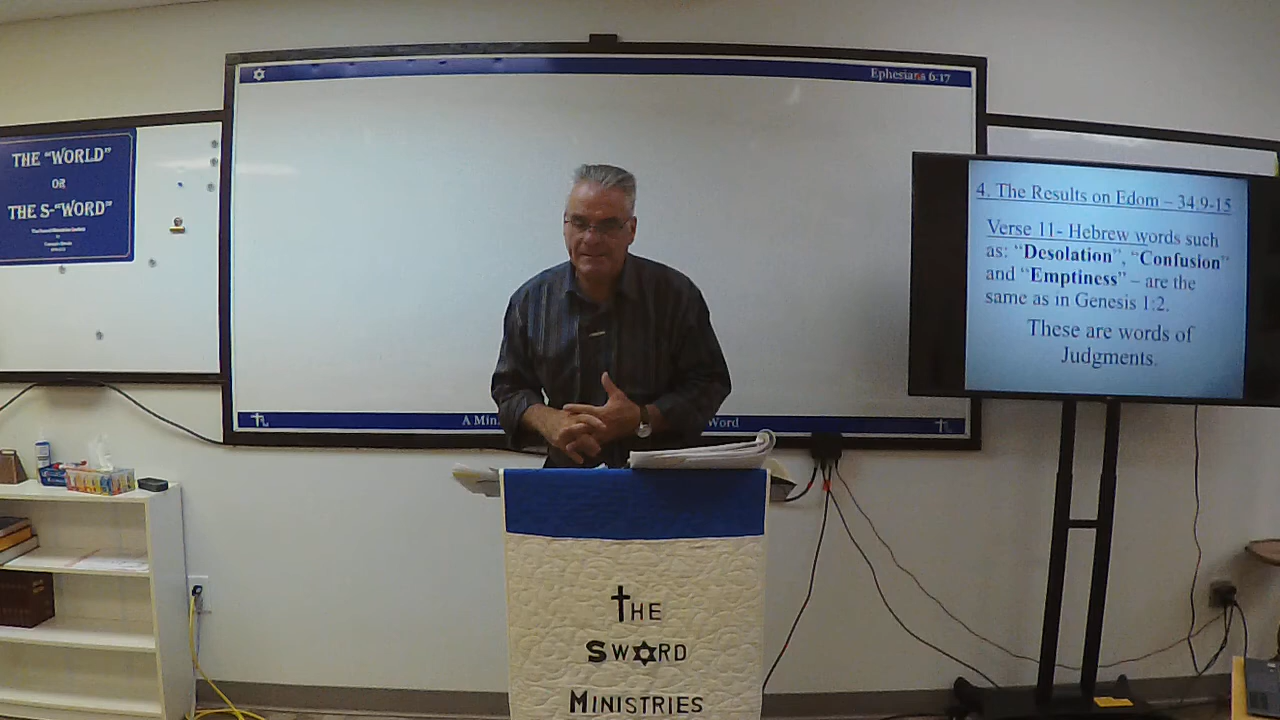 Ephesians 6:17
THE "WORLD"
OR
THE S-"WORD"
4. The Results on Edom – 34:9-15
Verse 11- Hebrew words such
as: "Desolation", "Confusion"
and "Emptiness" – are the
same as in Genesis 1:2.
These are words of
Judgments.
A Word
THE
SWORD
MINISTRIES